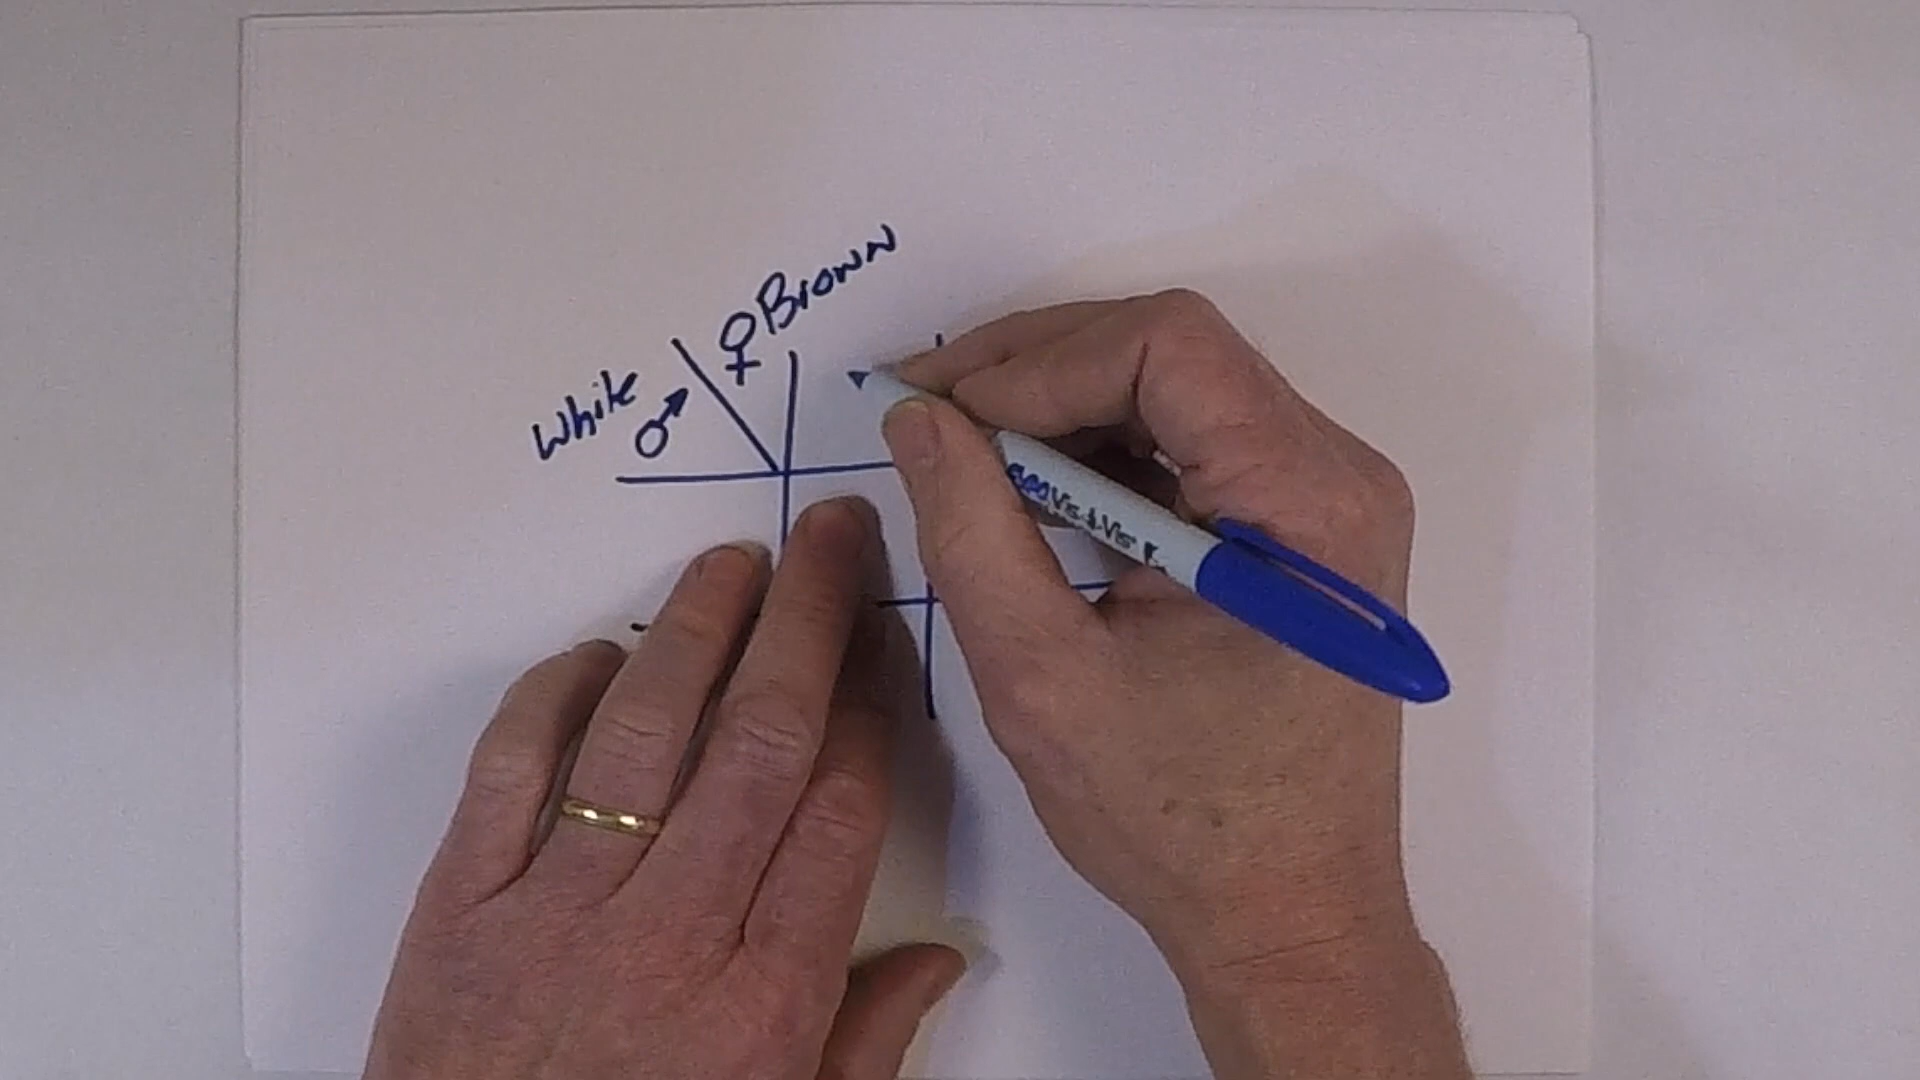 ♀ Brown
White ♂